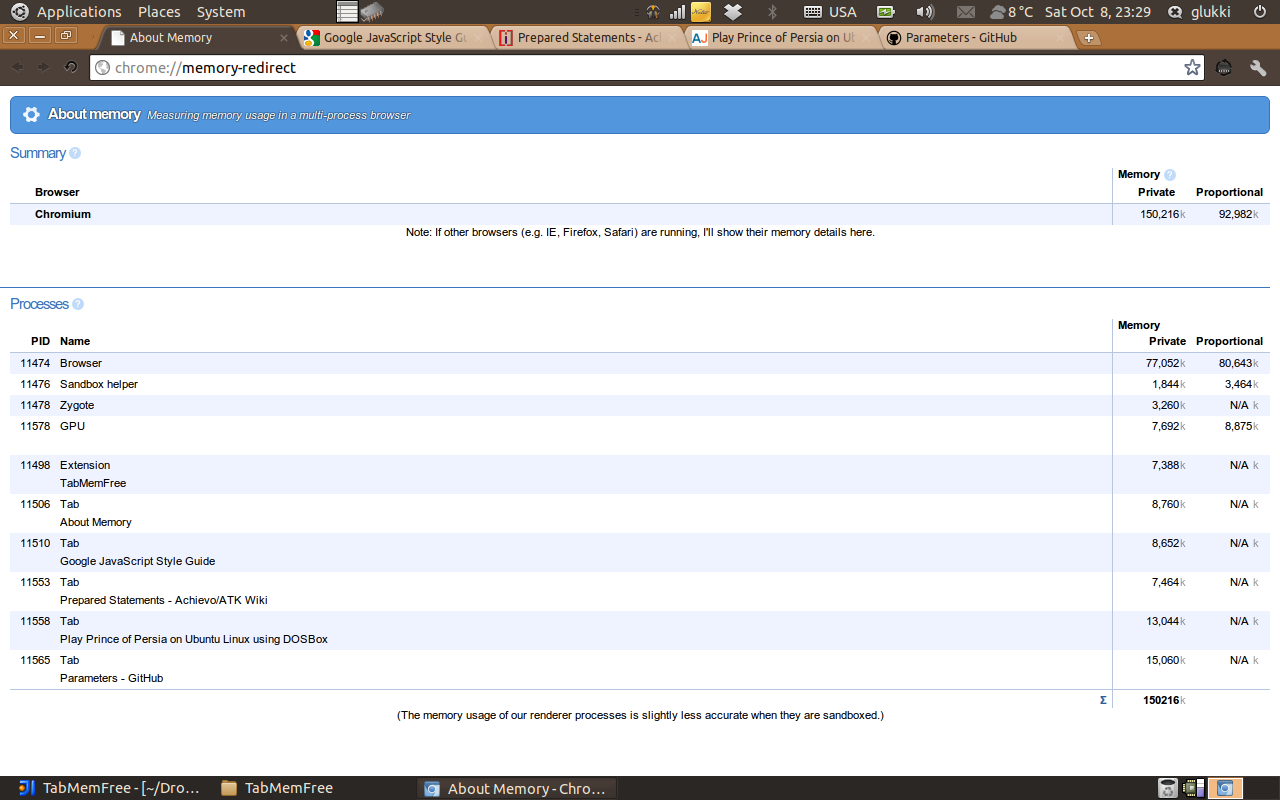 Applications Places System USA 8 °C Sat Oct 8, 23:29 glukki
About Memory Google JavaScript Style Gu Prepared Statements - Ach Play Prince of Persia on Ub Parameters - GitHub
chrome://memory-redirect
About memory Measuring memory usage in a multi-process browser
Summary ?
Memory ?
Browser Private Proportional
Chromium 150,216k 92,982k
Note: If other browsers (e.g. IE, Firefox, Safari) are running, I'll show their memory details here.
Processes ?
Memory
PID Name Private Proportional
11474 Browser 77,052k 80,643k
11476 Sandbox helper 1,844k 3,464k
11478 Zygote 3,260k N/A k
11578 GPU 7,692k 8,875k
11498 Extension 7,388k N/A k
TabMemFree
11506 Tab 8,760k N/A k
About Memory
11510 Tab 8,652k N/A k
Google JavaScript Style Guide
11553 Tab 7,464k N/A k
Prepared Statements - Achievo/ATK Wiki
11558 Tab 13,044k N/A k
Play Prince of Persia on Ubuntu Linux using DOSBox
11565 Tab 15,060k N/A k
Parameters - GitHub
Σ 150216k
(The memory usage of our renderer processes is slightly less accurate when they are sandboxed.)
TabMemFree - [~/Dro... TabMemFree About Memory - Chro...